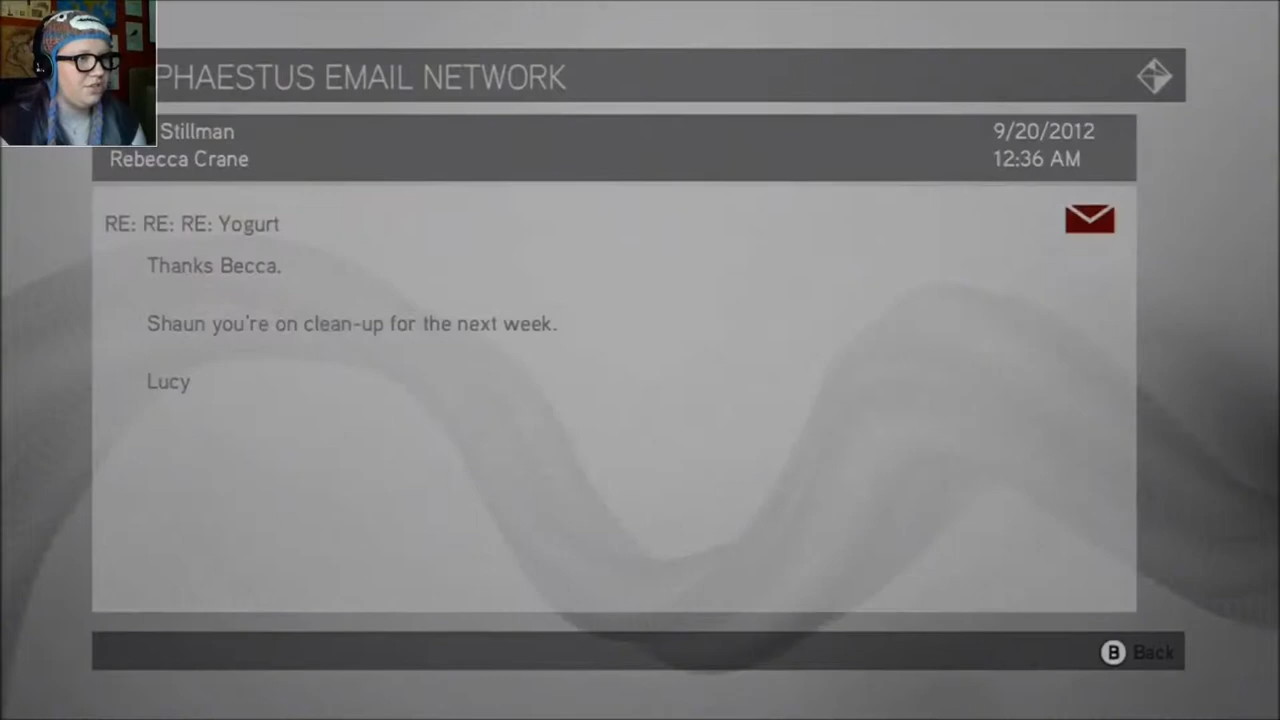 PHAESTUS EMAIL NETWORK
Stillman
9/20/2012
Rebecca Crane
12:36 AM
RE: RE: RE: Yogurt
Thanks Becca.
Shaun you're on clean-up for the next week.
Lucy
B Back